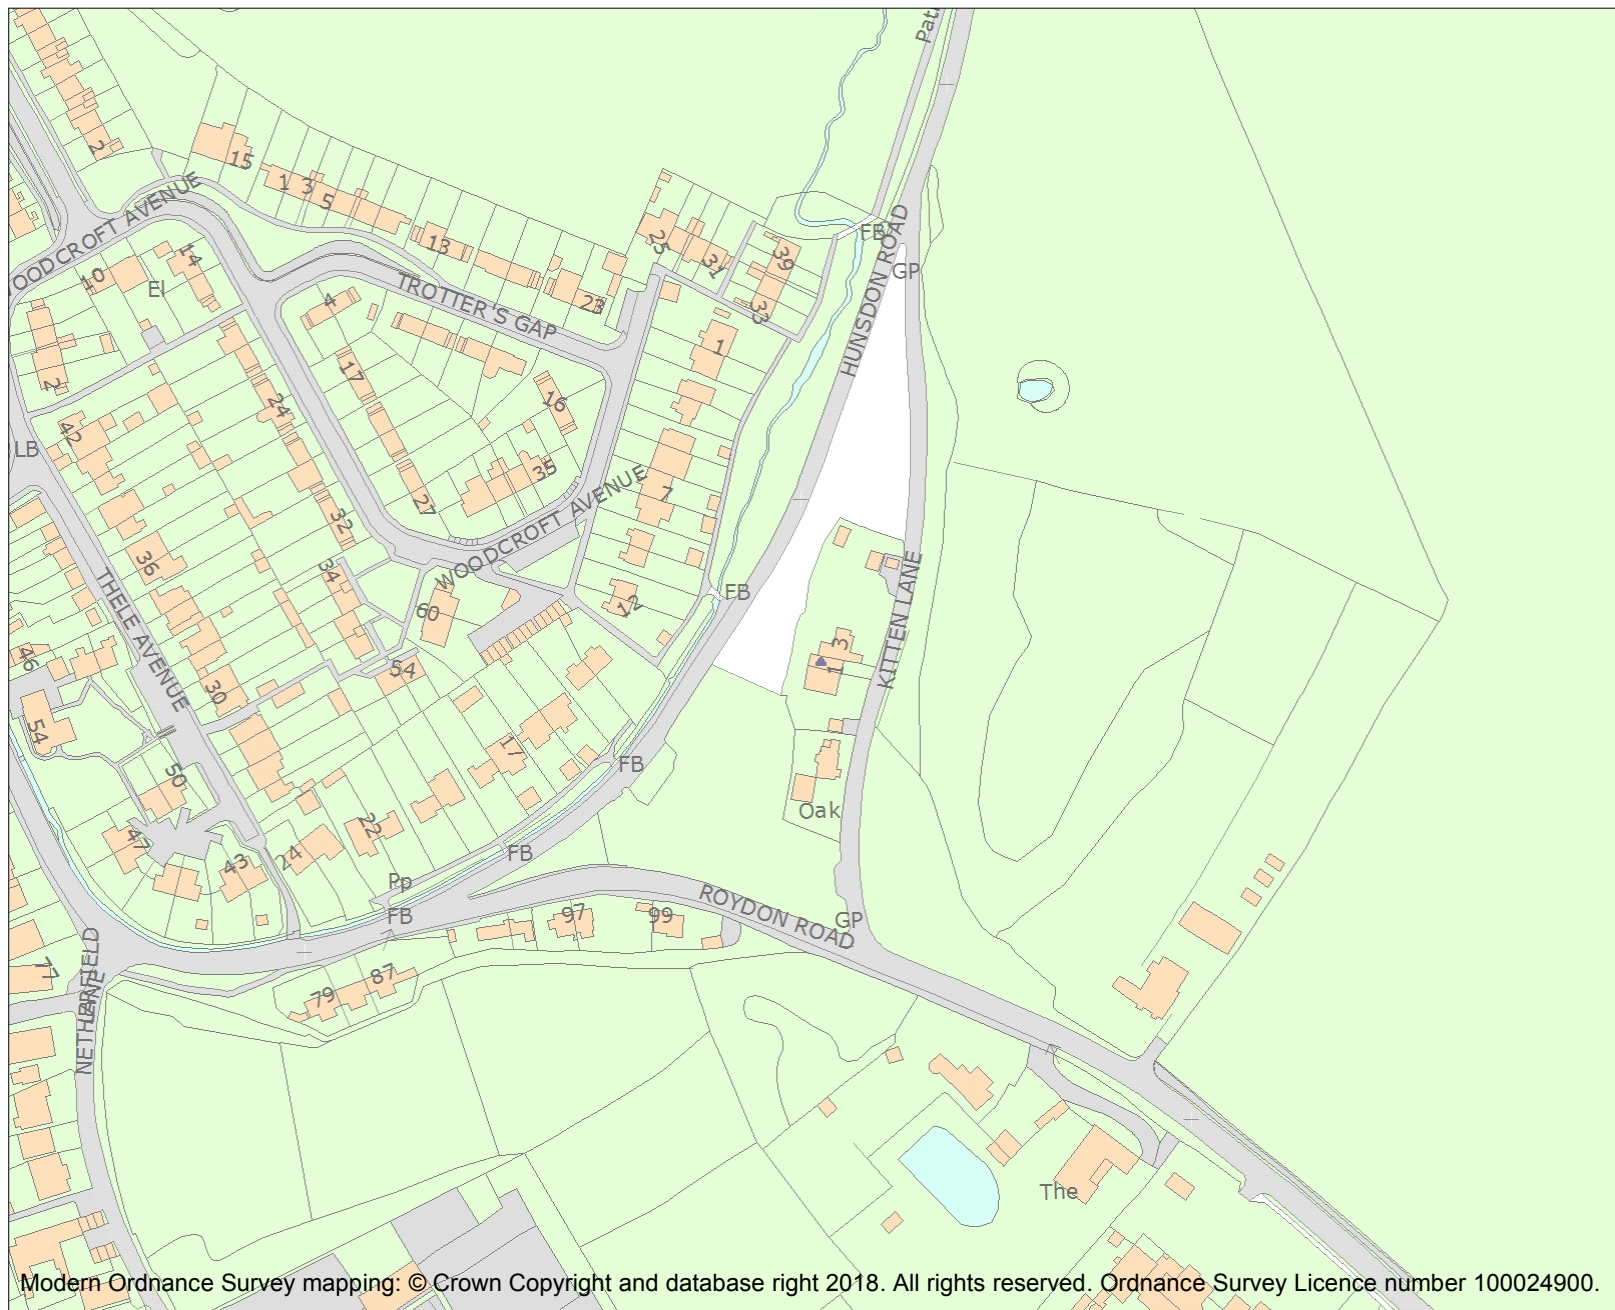 Path
2
15
WOODCROFT AVENUE
1 3
5
13
25
31
39
33
FB
HUNSDON ROAD
GP
14
10
El
4
TROTTER'S GAP
23
2
17
1
24
16
42
LB
35
7
27
WOODCROFT AVENUE
32
36
34
THELE AVENUE
60
12
FB
KITTEN LANE
3
1
46
54
30
54
17
FB
50
Oak
22
47
43
24
FB
Pp
FB
97
99
ROYDON ROAD
GP
77
NETHERFIELD
LANE
79
87
The
Modern Ordnance Survey mapping: © Crown Copyright and database right 2018. All rights reserved. Ordnance Survey Licence number 100024900.